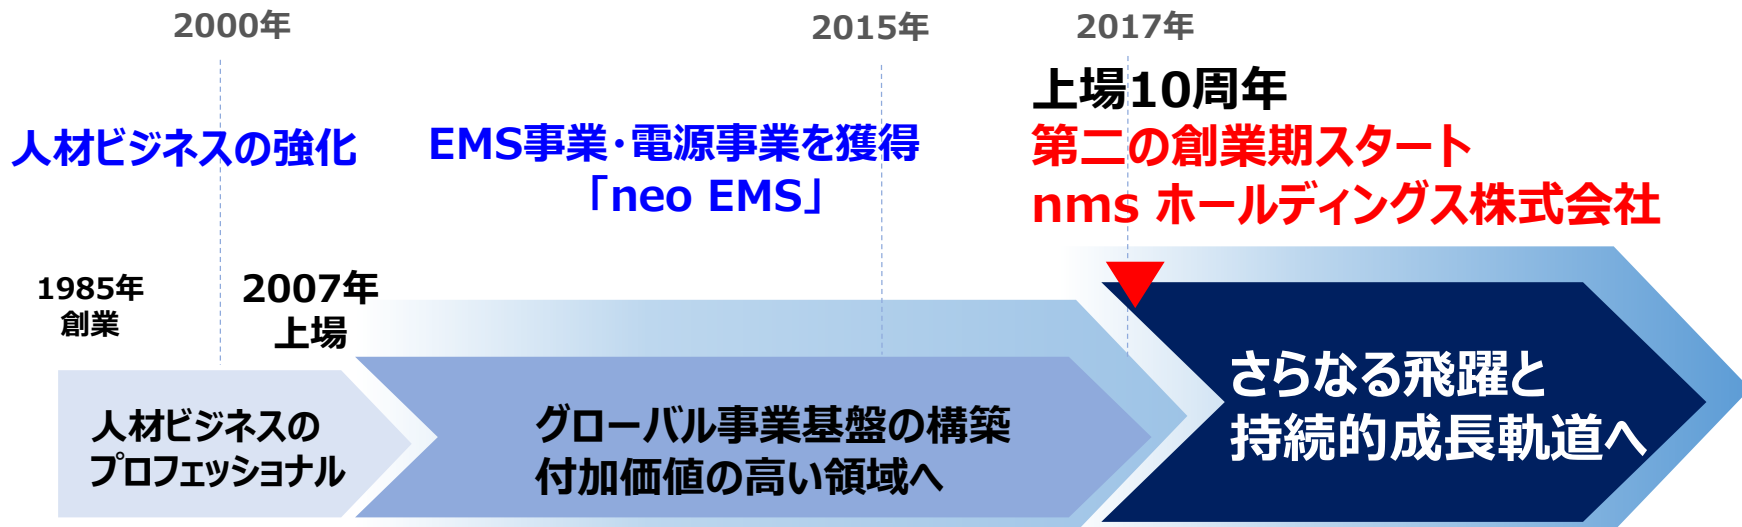 2000年
2015年
2017年
人材ビジネスの強化
EMS事業・電源事業を獲得
「neo EMS」
上場10周年
第二の創業期スタート
nms ホールディングス株式会社
1985年
創業
2007年
上場
人材ビジネスの
プロフェッショナル
グローバル事業基盤の構築
付加価値の高い領域へ
さらなる飛躍と
持続的成長軌道へ